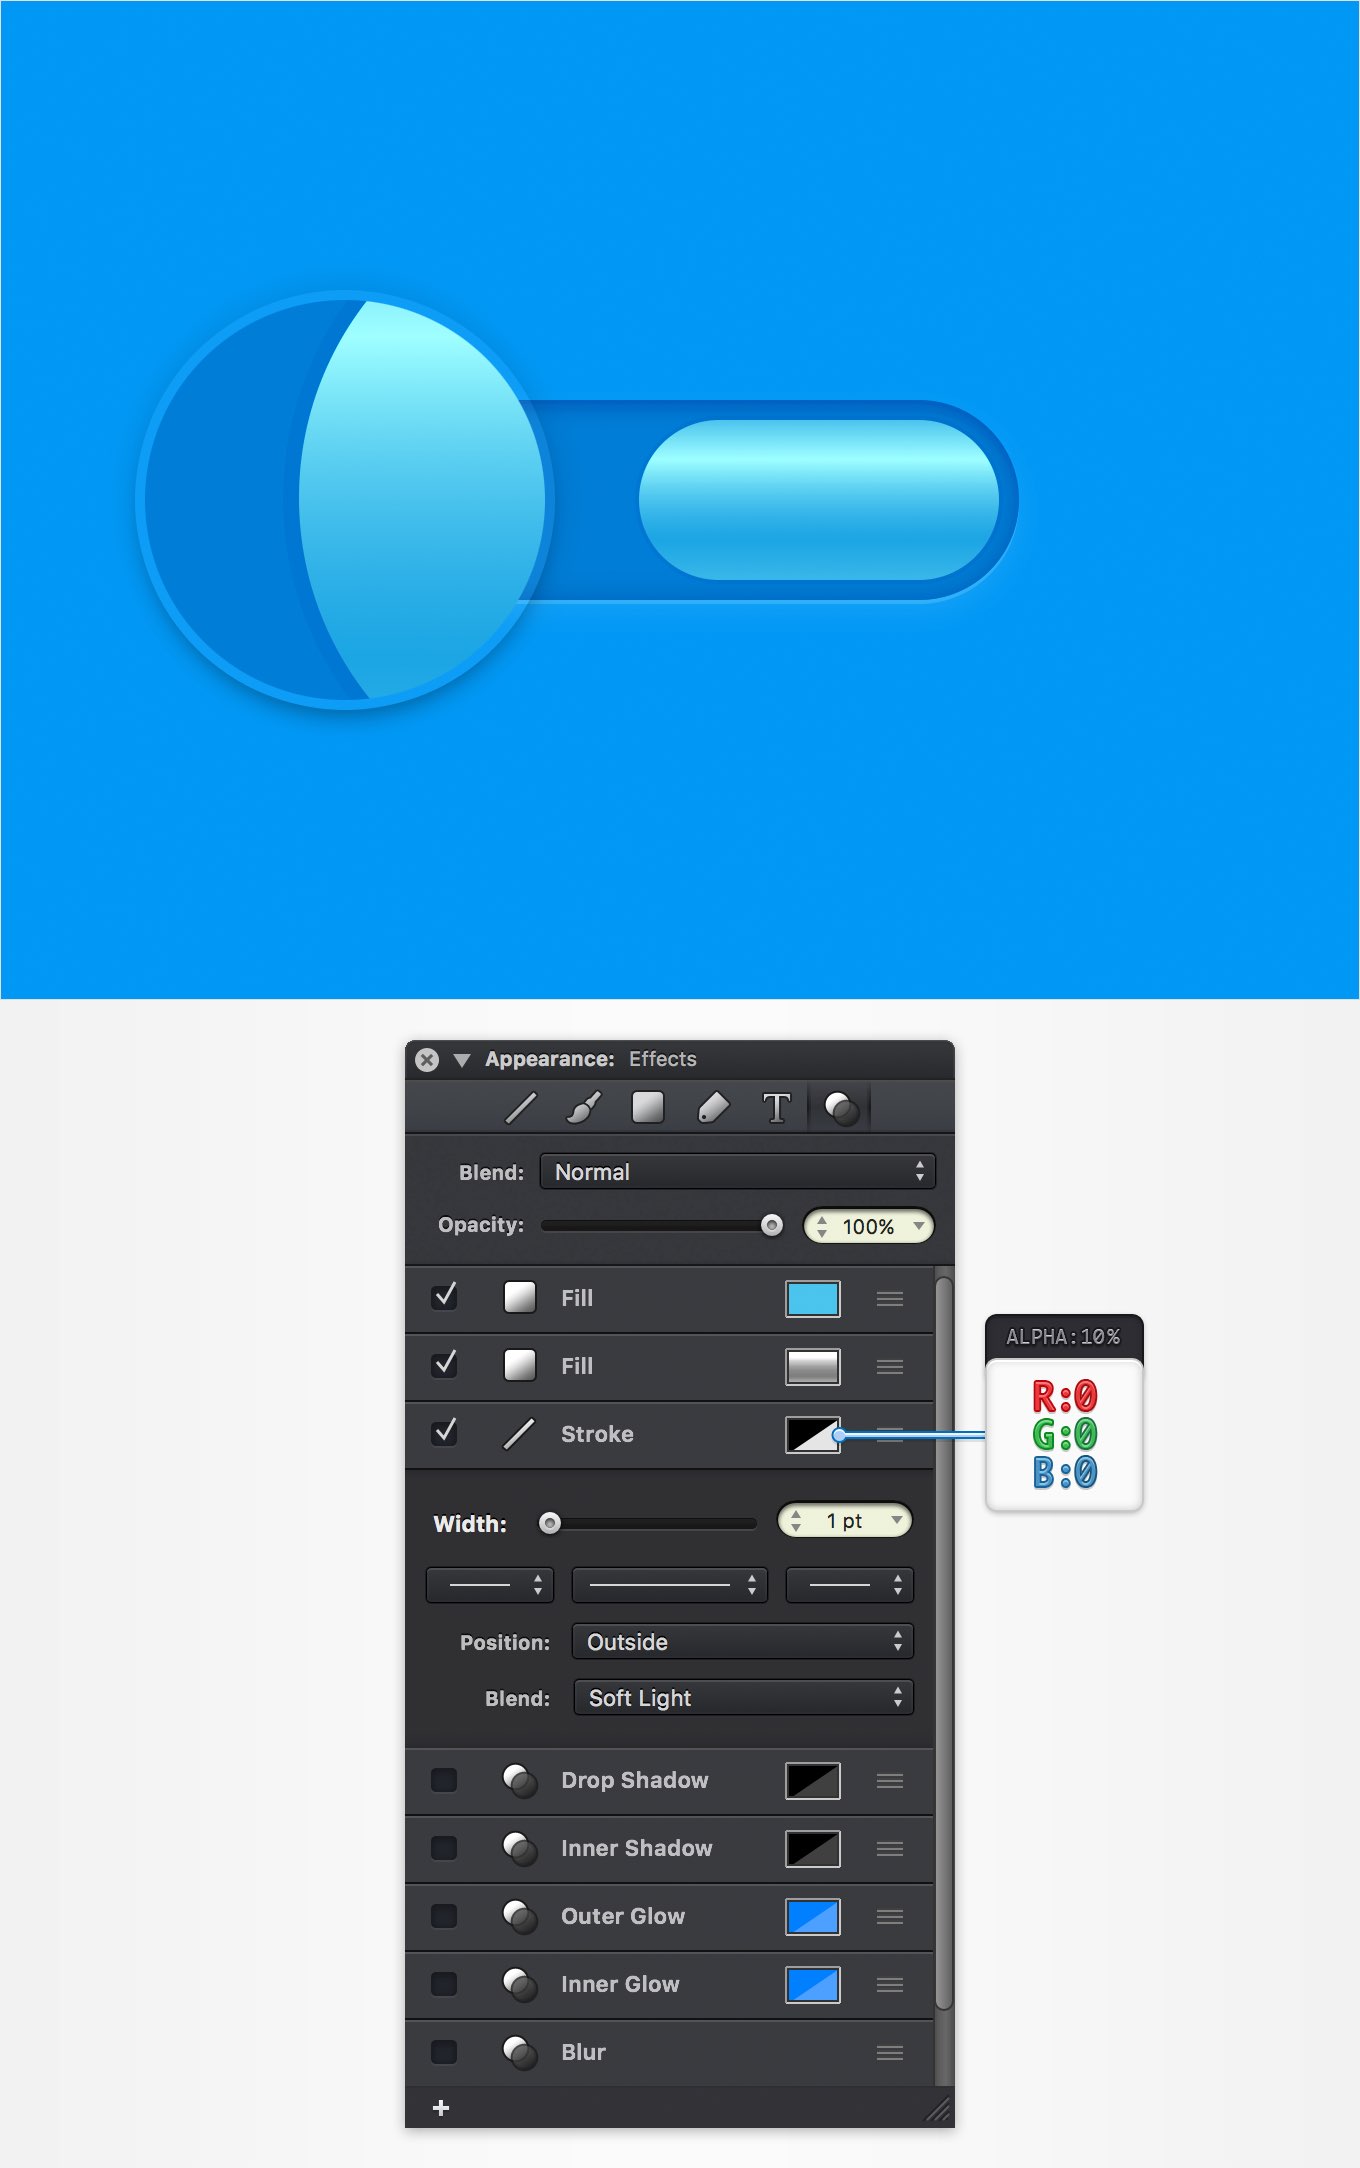 Appearance: Effects
T
Blend: Normal
Opacity: 100%
Fill
Fill
Stroke
ALPHA:10%
R:0
G:0
B:0
Width: 1 pt
Position: Outside
Blend: Soft Light
Drop Shadow
Inner Shadow
Outer Glow
Inner Glow
Blur
+